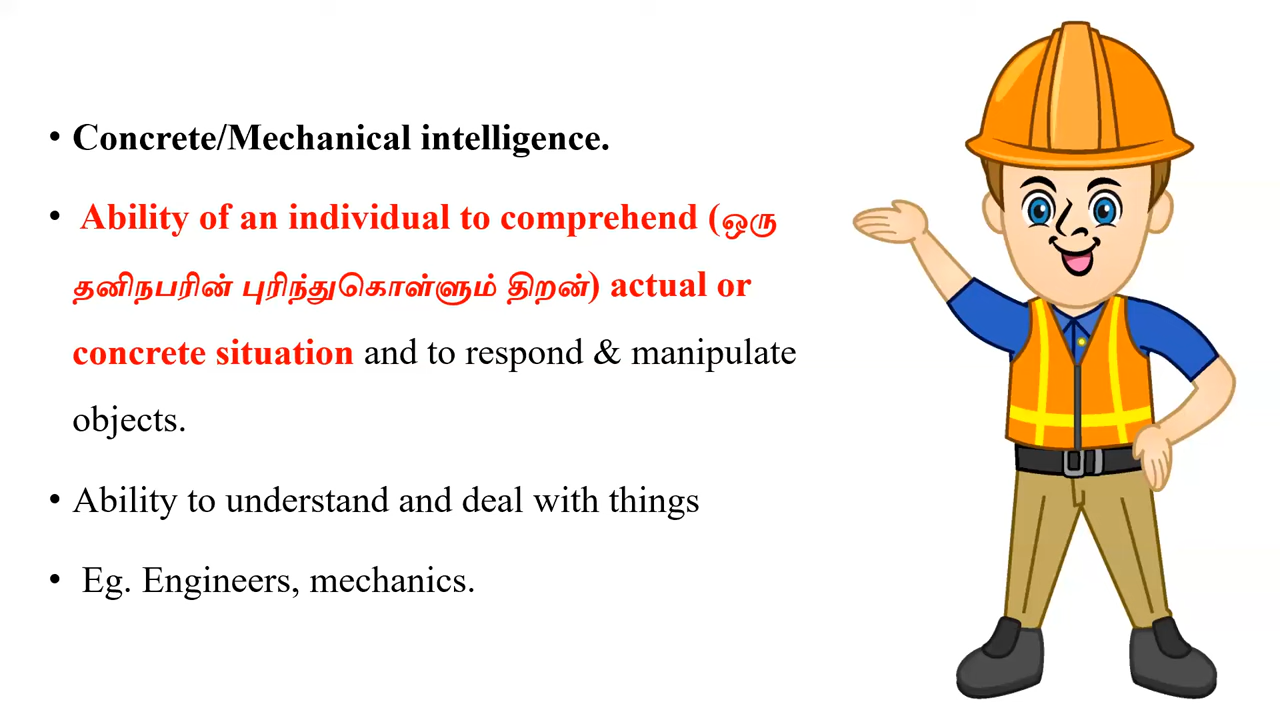 • Concrete/Mechanical intelligence.
• Ability of an individual to comprehend (ஒரு
தனிநபரின் புரிந்துகொள்ளும் திறன்) actual or
concrete situation and to respond & manipulate
objects.
• Ability to understand and deal with things
• Eg. Engineers, mechanics.